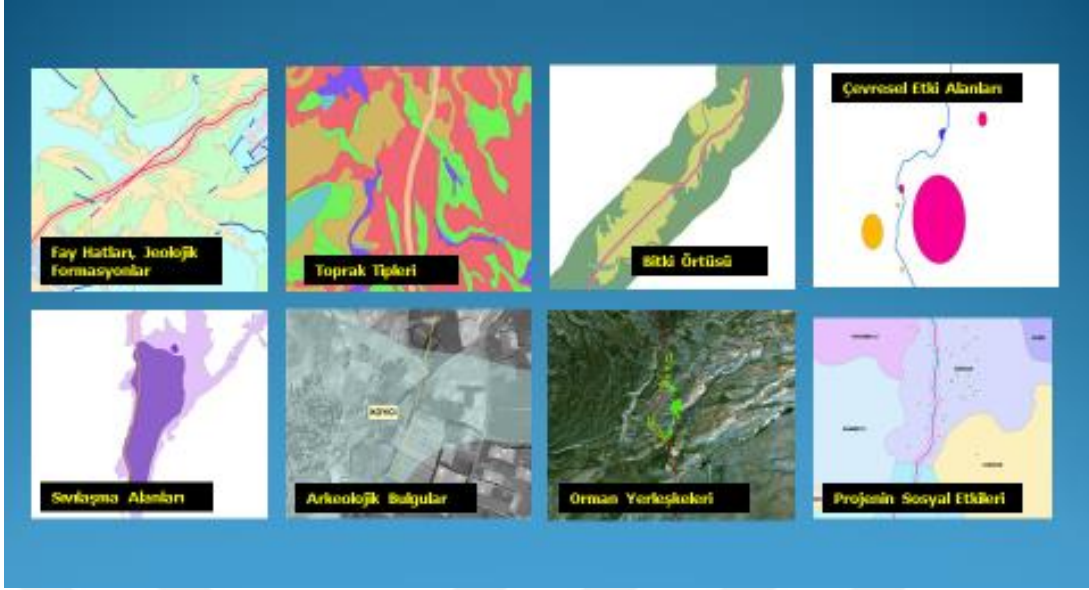 Fay Hatları, Jeolojik
Formasyonlar
Toprak Tipleri
Bitki Örtüsü
Çevresel Etki Alanları
Sıvılaşma Alanları
Arkeolojik Bulgular
Orman Yerleşkeleri
Projenin Sosyal Etkileri